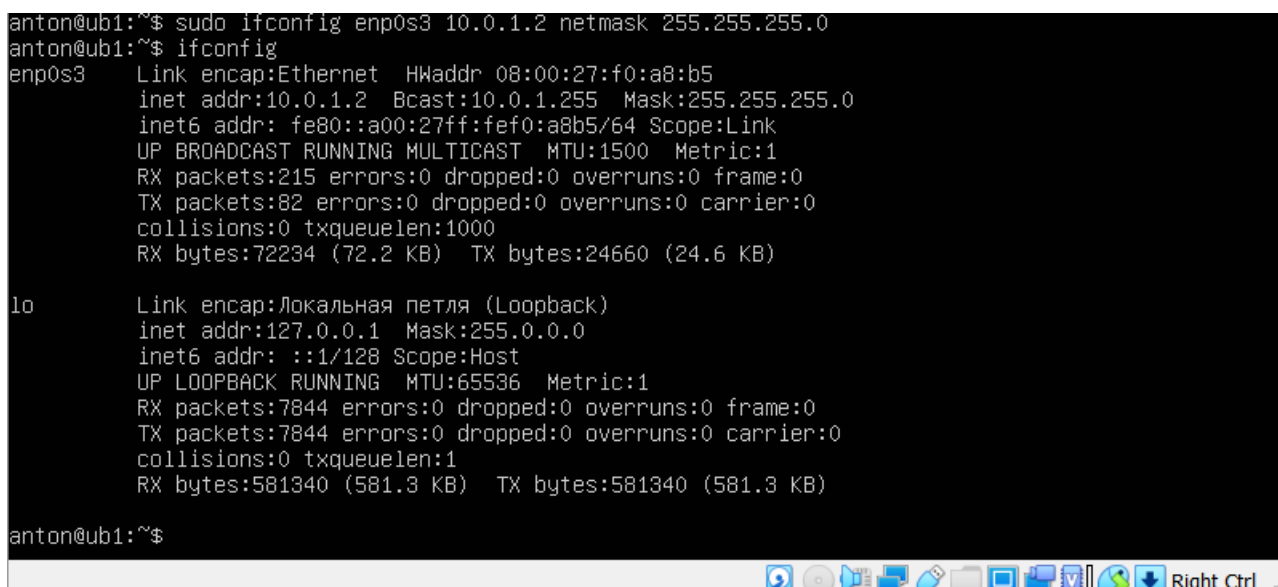 anton@ub1:~$ sudo ifconfig enp0s3 10.0.1.2 netmask 255.255.255.0
anton@ub1:~$ ifconfig
enp0s3    Link encap:Ethernet  HWaddr 08:00:27:f0:a8:b5
          inet addr:10.0.1.2  Bcast:10.0.1.255  Mask:255.255.255.0
          inet6 addr: fe80::a00:27ff:fef0:a8b5/64 Scope:Link
          UP BROADCAST RUNNING MULTICAST  MTU:1500  Metric:1
          RX packets:215 errors:0 dropped:0 overruns:0 frame:0
          TX packets:82 errors:0 dropped:0 overruns:0 carrier:0
          collisions:0 txqueuelen:1000
          RX bytes:72234 (72.2 KB)  TX bytes:24660 (24.6 KB)

lo        Link encap:Локальная петля (Loopback)
          inet addr:127.0.0.1  Mask:255.0.0.0
          inet6 addr: ::1/128 Scope:Host
          UP LOOPBACK RUNNING  MTU:65536  Metric:1
          RX packets:7844 errors:0 dropped:0 overruns:0 frame:0
          TX packets:7844 errors:0 dropped:0 overruns:0 carrier:0
          collisions:0 txqueuelen:1
          RX bytes:581340 (581.3 KB)  TX bytes:581340 (581.3 KB)

anton@ub1:~$
Right Ctrl